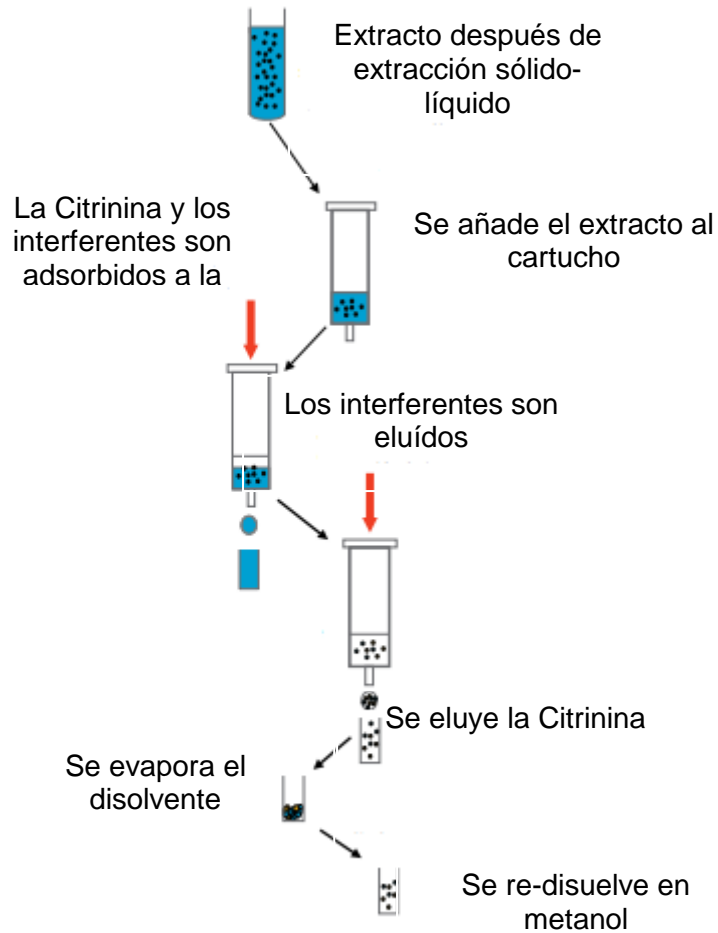 Extracto después de
extracción sólido-
líquido
La Citrinina y los
interferentes son
adsorbidos a la
Se añade el extracto al
cartucho
Los interferentes son
eluídos
Se eluye la Citrinina
Se evapora el
disolvente
Se re-disuelve en
metanol